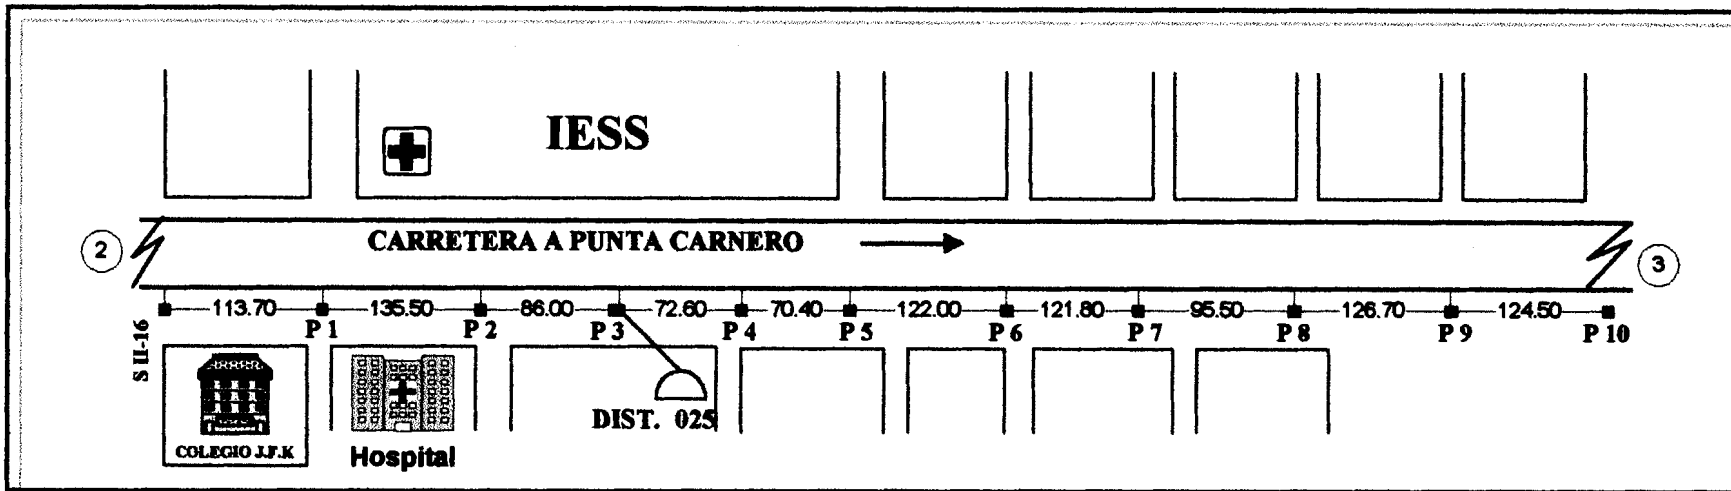 IESS
CARRETERA A PUNTA CARNERO
2
3
113.70 135.50 86.00 72.60 70.40 122.00 121.80 95.50 126.70 124.50
S II-16 P 1 P 2 P 3 P 4 P 5 P 6 P 7 P 8 P 9 P 10
DIST. 025
COLEGIO J.F.K
Hospital